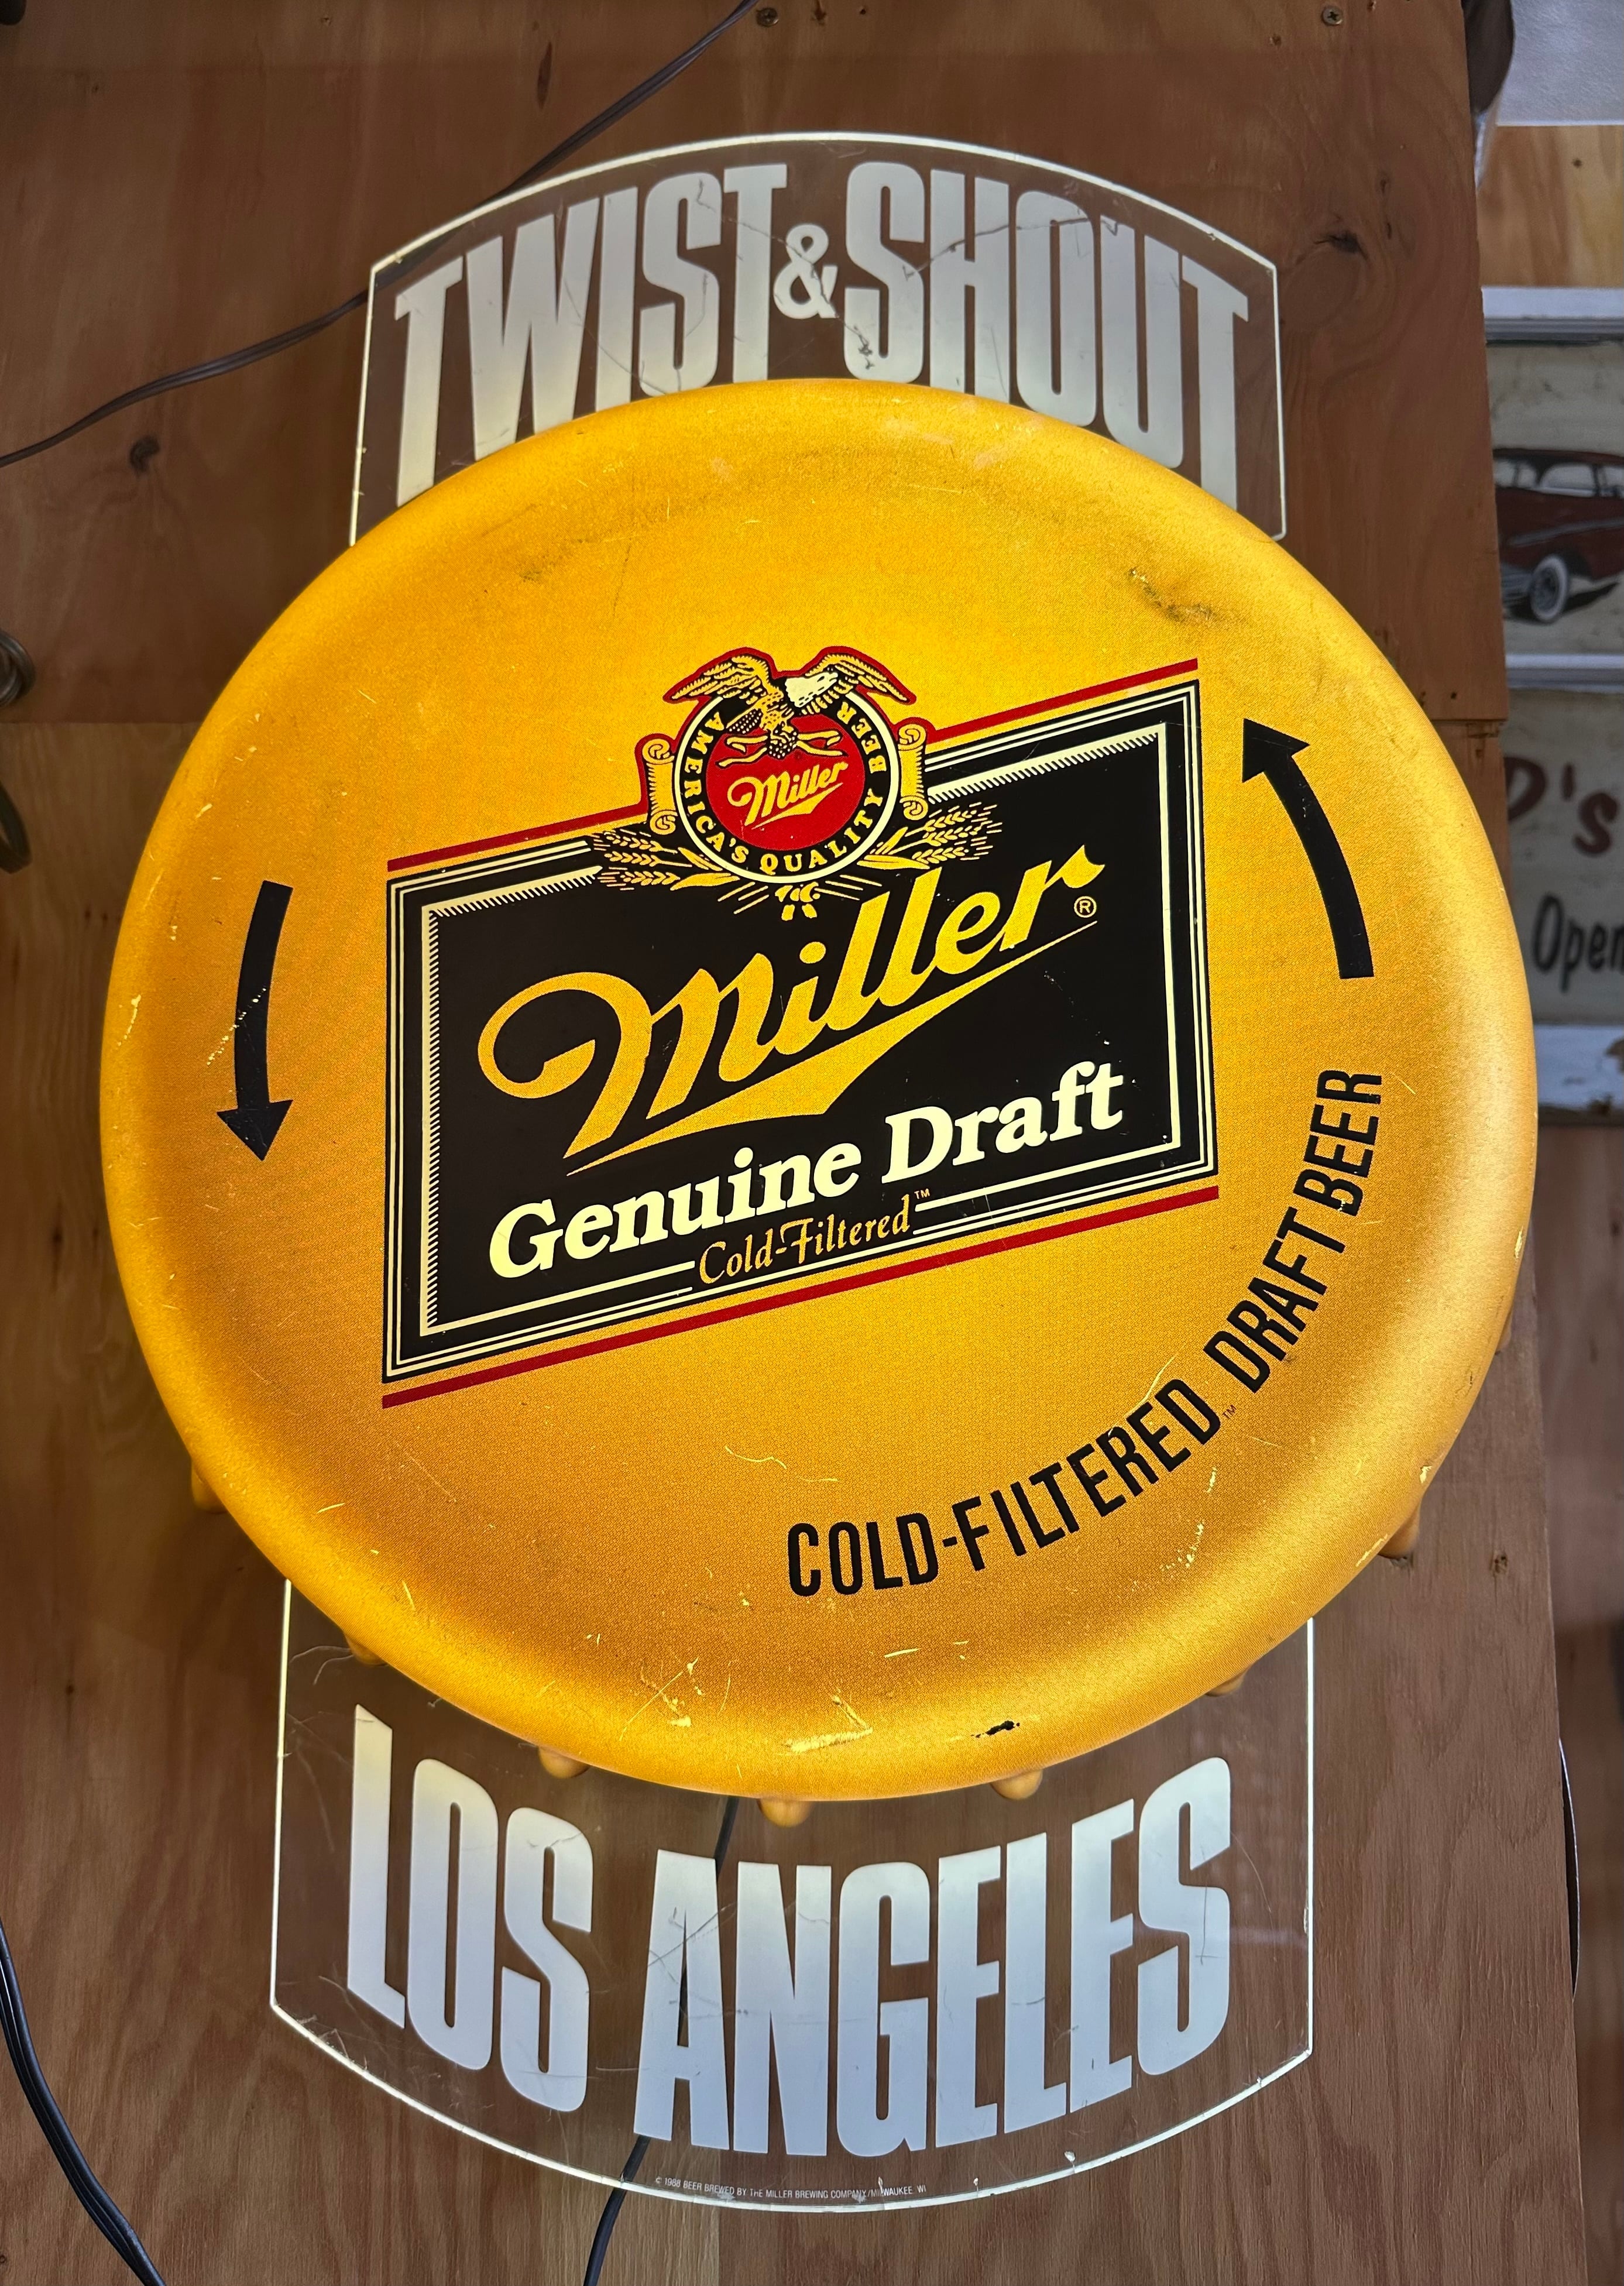 TWIST & SHOUT
AMERICA'S QUALITY BEER
Miller
Miller®
Genuine Draft
Cold-Filtered™
COLD-FILTERED™ DRAFT BEER
LOS ANGELES
© 1988 BEER BREWED BY THE MILLER BREWING COMPANY/MILWAUKEE WI
D's
Open